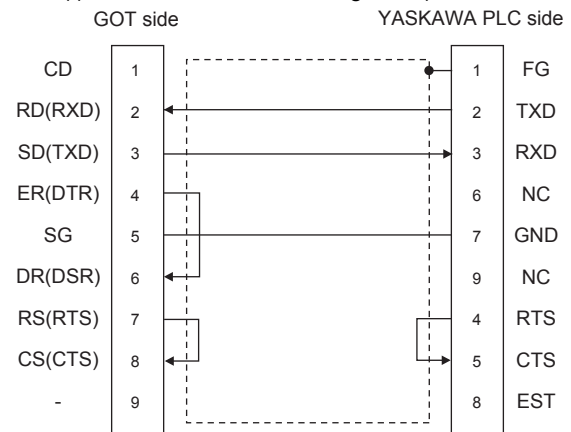 GOT side YASKAWA PLC side
CD 1 1 FG
RD(RXD) 2 2 TXD
SD(TXD) 3 3 RXD
ER(DTR) 4 6 NC
SG 5 7 GND
DR(DSR) 6 9 NC
RS(RTS) 7 4 RTS
CS(CTS) 8 5 CTS
- 9 8 EST